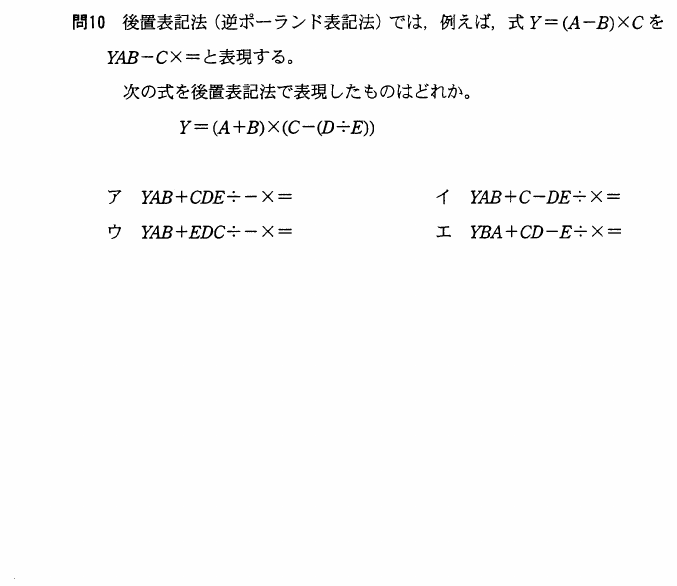 問10 後置表記法（逆ポーランド表記法）では，例えば，式 Y＝(A－B)×C を
YAB－C×＝と表現する。
次の式を後置表記法で表現したものはどれか。
Y＝(A＋B)×(C－(D÷E))
ア YAB＋CDE÷－×＝ イ YAB＋C－DE÷×＝
ウ YAB＋EDC÷－×＝ エ YBA＋CD－E÷×＝